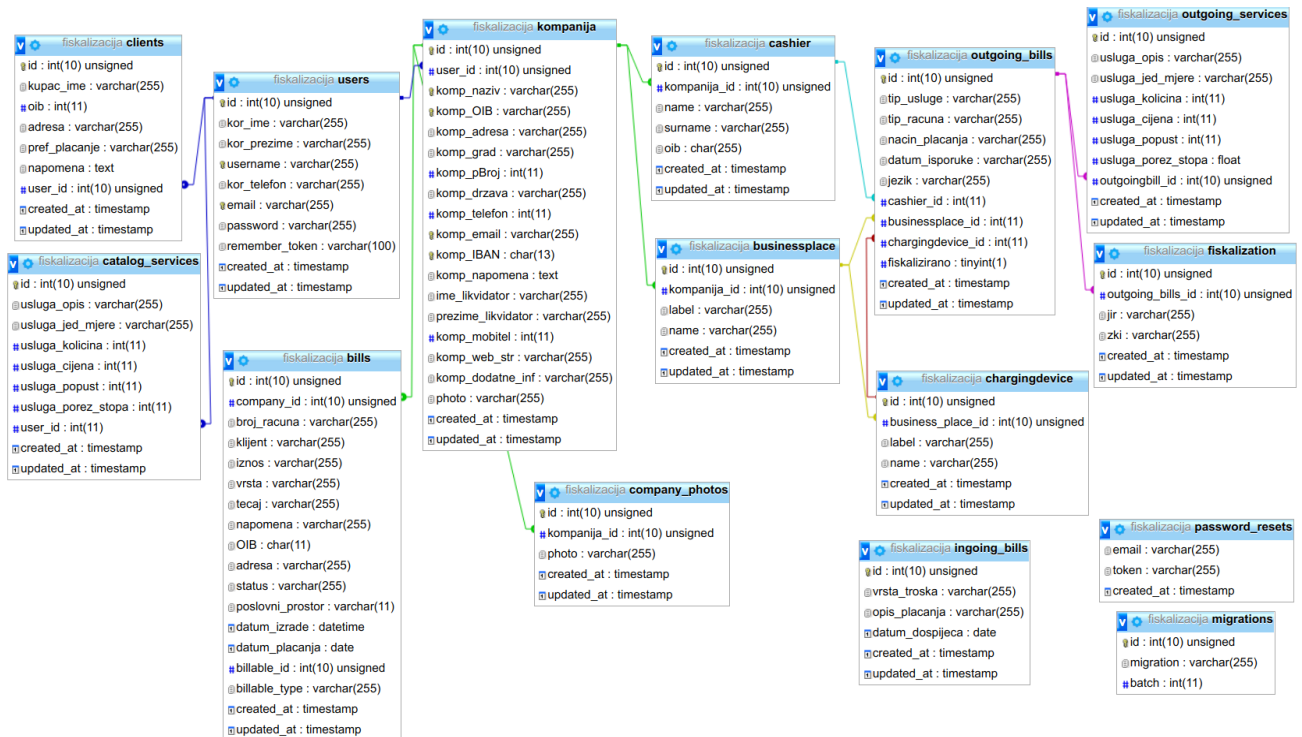 fiskalizacija clients
id : int(10) unsigned
kupac_ime : varchar(255)
oib : int(11)
adresa : varchar(255)
pref_placanje : varchar(255)
napomena : text
user_id : int(10) unsigned
created_at : timestamp
updated_at : timestamp
fiskalizacija catalog_services
id : int(10) unsigned
usluga_opis : varchar(255)
usluga_jed_mjere : varchar(255)
usluga_kolicina : int(11)
usluga_cijena : int(11)
usluga_popust : int(11)
usluga_porez_stopa : int(11)
user_id : int(11)
created_at : timestamp
updated_at : timestamp
fiskalizacija users
id : int(10) unsigned
kor_ime : varchar(255)
kor_prezime : varchar(255)
username : varchar(255)
kor_telefon : varchar(255)
email : varchar(255)
password : varchar(255)
remember_token : varchar(100)
created_at : timestamp
updated_at : timestamp
fiskalizacija bills
id : int(10) unsigned
company_id : int(10) unsigned
broj_racuna : varchar(255)
klijent : varchar(255)
iznos : varchar(255)
vrsta : varchar(255)
tecaj : varchar(255)
napomena : varchar(255)
OIB : char(11)
adresa : varchar(255)
status : varchar(255)
poslovni_prostor : varchar(11)
datum_izrade : datetime
datum_placanja : date
billable_id : int(10) unsigned
billable_type : varchar(255)
created_at : timestamp
updated_at : timestamp
fiskalizacija kompanija
id : int(10) unsigned
user_id : int(10) unsigned
komp_naziv : varchar(255)
komp_OIB : varchar(255)
komp_adresa : varchar(255)
komp_grad : varchar(255)
komp_pBroj : int(11)
komp_drzava : varchar(255)
komp_telefon : int(11)
komp_email : varchar(255)
komp_IBAN : char(13)
komp_napomena : text
ime_likvidator : varchar(255)
prezime_likvidator : varchar(255)
komp_mobitel : int(11)
komp_web_str : varchar(255)
komp_dodatne_inf : varchar(255)
photo : varchar(255)
created_at : timestamp
updated_at : timestamp
fiskalizacija company_photos
id : int(10) unsigned
kompanija_id : int(10) unsigned
photo : varchar(255)
created_at : timestamp
updated_at : timestamp
fiskalizacija cashier
id : int(10) unsigned
kompanija_id : int(10) unsigned
name : varchar(255)
surname : varchar(255)
oib : char(255)
created_at : timestamp
updated_at : timestamp
fiskalizacija businessplace
id : int(10) unsigned
kompanija_id : int(10) unsigned
label : varchar(255)
name : varchar(255)
created_at : timestamp
updated_at : timestamp
fiskalizacija outgoing_bills
id : int(10) unsigned
tip_usluge : varchar(255)
tip_racuna : varchar(255)
nacin_placanja : varchar(255)
datum_isporuke : varchar(255)
jezik : varchar(255)
cashier_id : int(11)
businessplace_id : int(11)
chargingdevice_id : int(11)
fiskalizirano : tinyint(1)
created_at : timestamp
updated_at : timestamp
fiskalizacija chargingdevice
id : int(10) unsigned
business_place_id : int(10) unsigned
label : varchar(255)
name : varchar(255)
created_at : timestamp
updated_at : timestamp
fiskalizacija ingoing_bills
id : int(10) unsigned
vrsta_troska : varchar(255)
opis_placanja : varchar(255)
datum_dospijeca : date
created_at : timestamp
updated_at : timestamp
fiskalizacija outgoing_services
id : int(10) unsigned
usluga_opis : varchar(255)
usluga_jed_mjere : varchar(255)
usluga_kolicina : int(11)
usluga_cijena : int(11)
usluga_popust : int(11)
usluga_porez_stopa : float
outgoingbill_id : int(10) unsigned
created_at : timestamp
updated_at : timestamp
fiskalizacija fiskalization
id : int(10) unsigned
outgoing_bills_id : int(10) unsigned
jir : varchar(255)
zki : varchar(255)
created_at : timestamp
updated_at : timestamp
fiskalizacija password_resets
email : varchar(255)
token : varchar(255)
created_at : timestamp
fiskalizacija migrations
id : int(10) unsigned
migration : varchar(255)
batch : int(11)